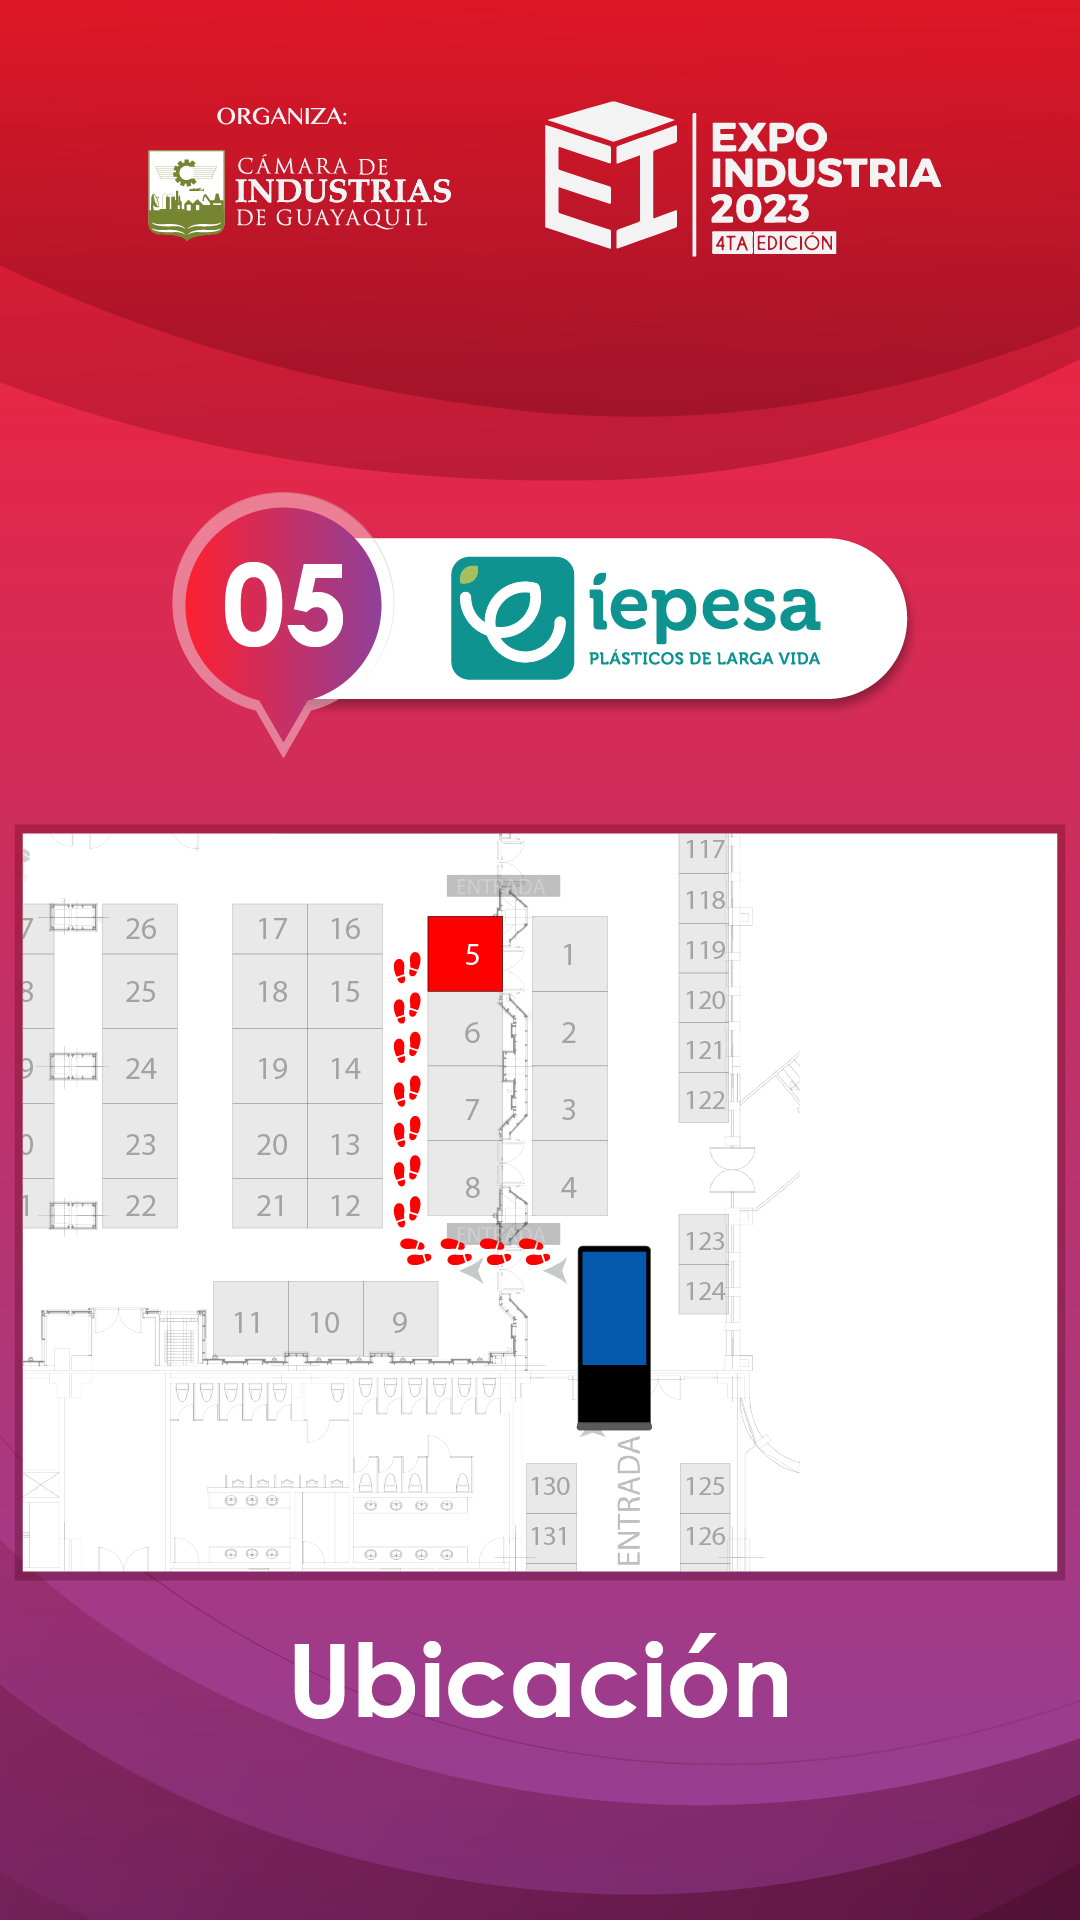 ORGANIZA:
CÁMARA DE
INDUSTRIAS
DE GUAYAQUIL
EXPO
INDUSTRIA
2023
4TA EDICIÓN
05
íepesa
PLÁSTICOS DE LARGA VIDA
117
ENTRADA
118
7 26 17 16 5 1 119
8 25 18 15 120
6 2
9 24 19 14 121
7 3 122
0 23 20 13
8 4
1 22 21 12
ENTRADA
123
124
11 10 9
ENTRADA
130 125
131 126
Ubicación